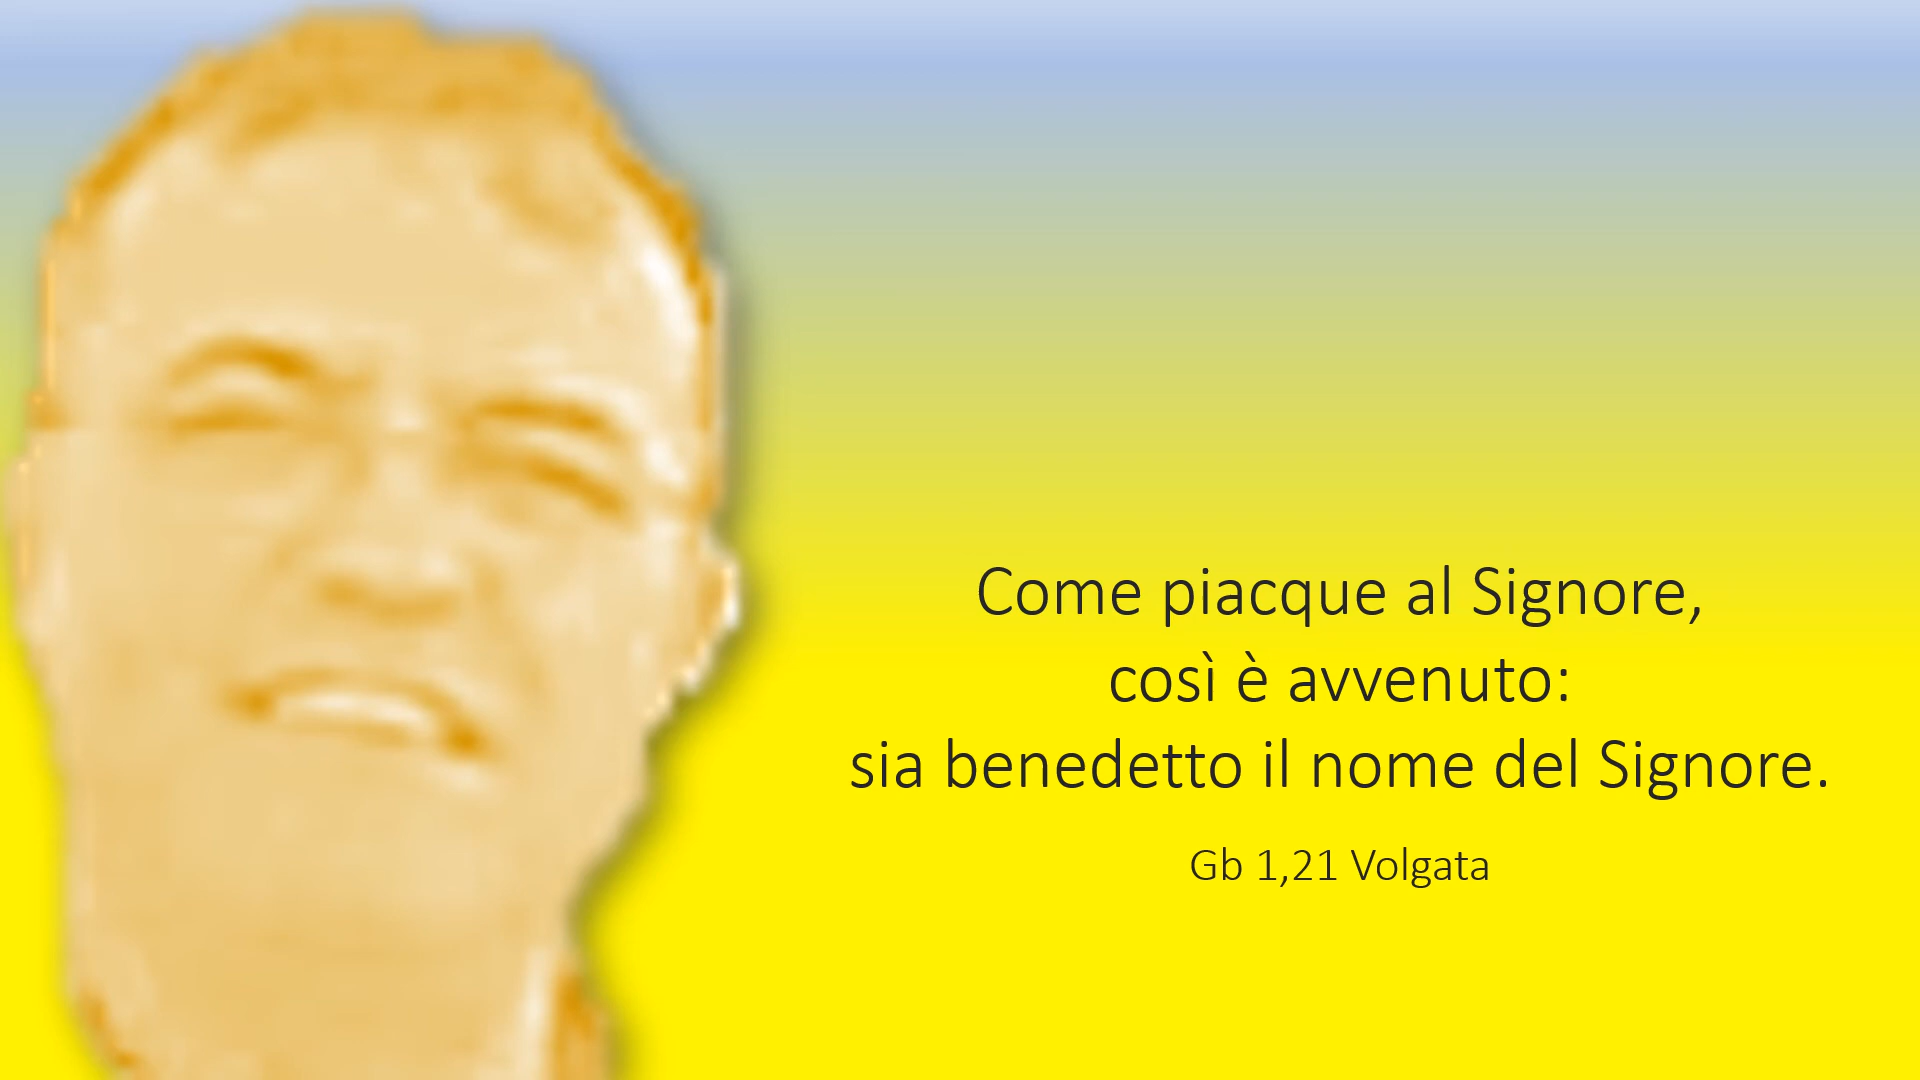 Come piacque al Signore,
così è avvenuto:
sia benedetto il nome del Signore.
Gb 1,21 Volgata